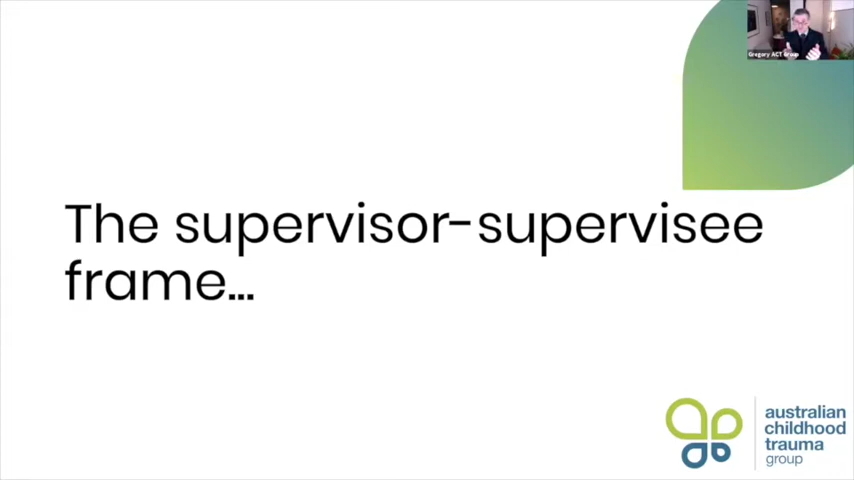 Gregory ACT Group
The supervisor-supervisee
frame...
australian
childhood
trauma
group